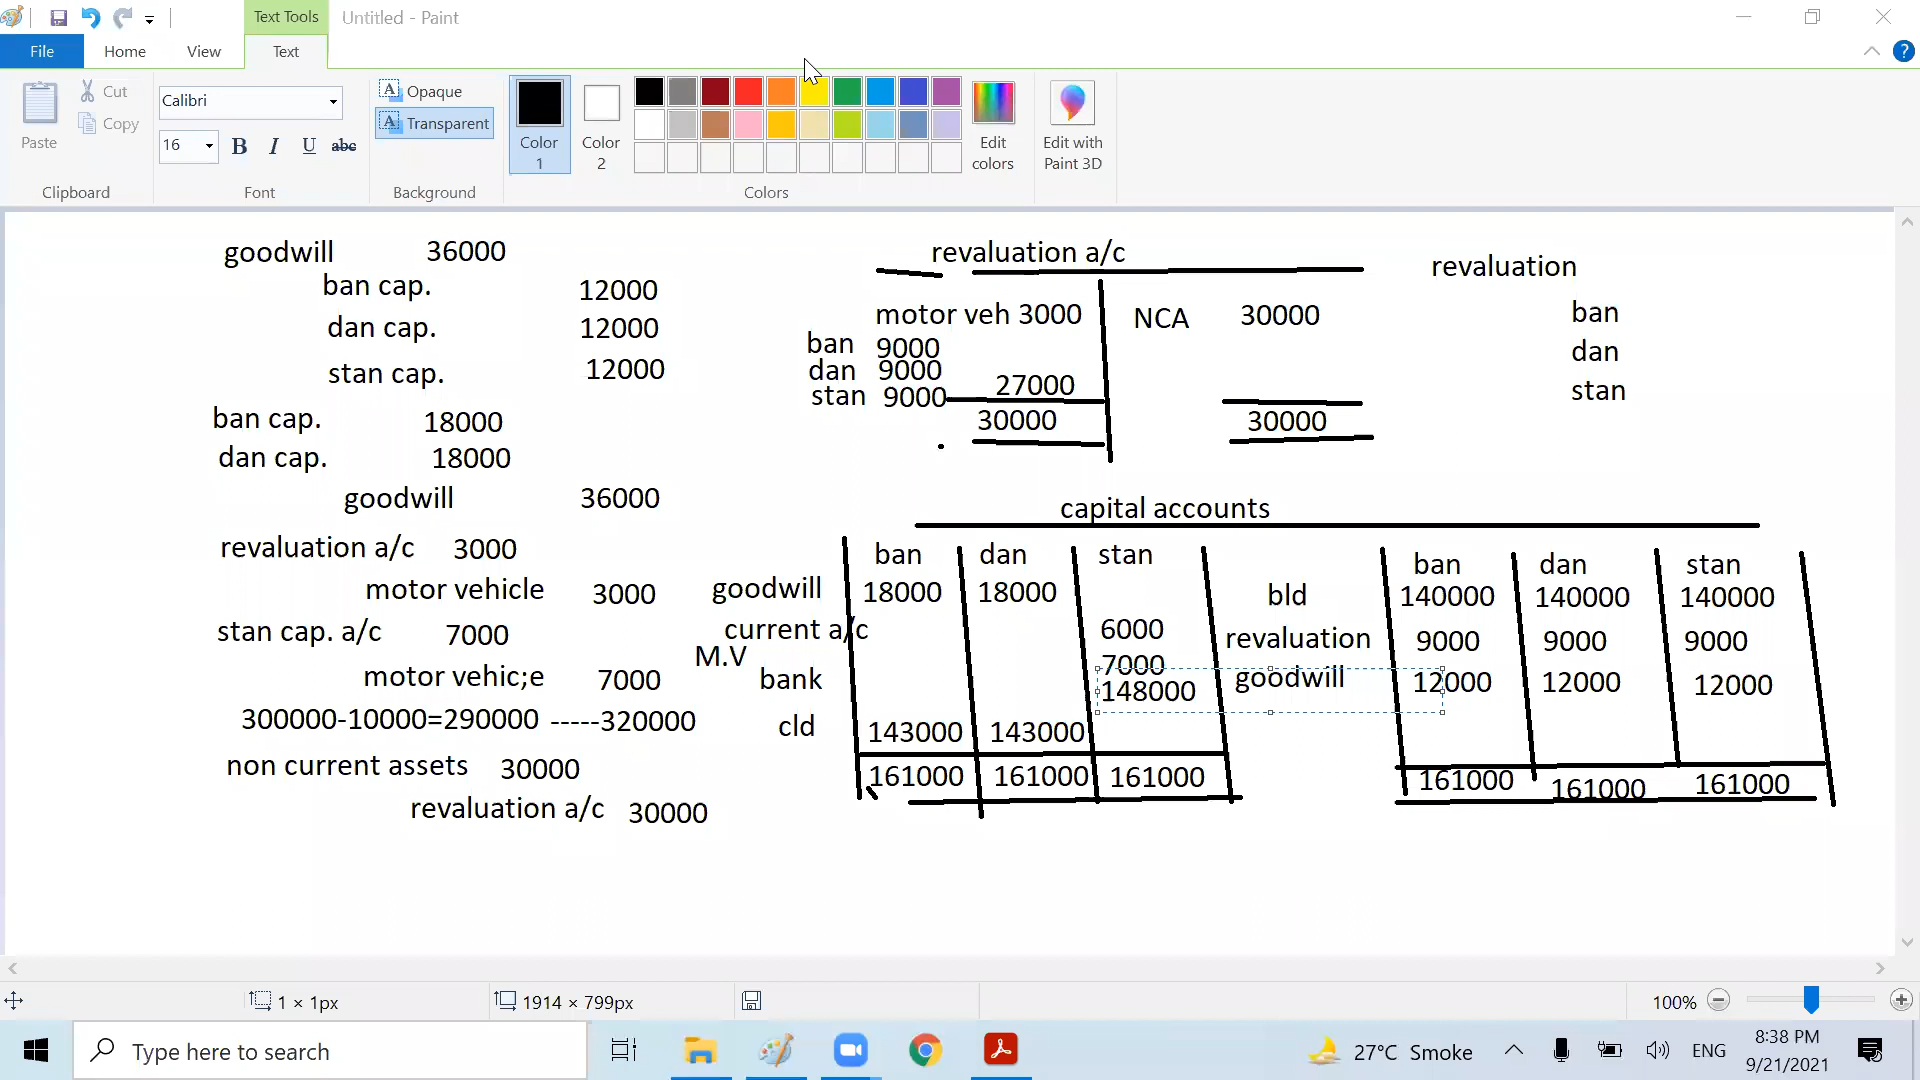 Text Tools
Untitled - Paint
File
Home
View
Text
?
Paste
Cut
Copy
Clipboard
Calibri
16
B I U abc
Font
A Opaque
A Transparent
Background
Color 1
Color 2
Colors
Edit colors
Edit with Paint 3D
goodwill 36000
ban cap. 12000
dan cap. 12000
stan cap. 12000
ban cap. 18000
dan cap. 18000
goodwill 36000
revaluation a/c 3000
motor vehicle 3000
stan cap. a/c 7000
motor vehic;e 7000
300000-10000=290000 -----320000
non current assets 30000
revaluation a/c 30000
revaluation a/c
motor veh 3000 NCA 30000
ban 9000
dan 9000
stan 9000 27000
30000 30000
revaluation
ban
dan
stan
capital accounts
ban dan stan ban dan stan
goodwill 18000 18000 bld 140000 140000 140000
current a/c 6000 revaluation 9000 9000 9000
M.V 7000
bank 148000 goodwill 12000 12000 12000
cld 143000 143000
161000 161000 161000 161000 161000 161000
1 × 1px
1914 × 799px
100%
Type here to search
27°C Smoke
ENG
8:38 PM
9/21/2021